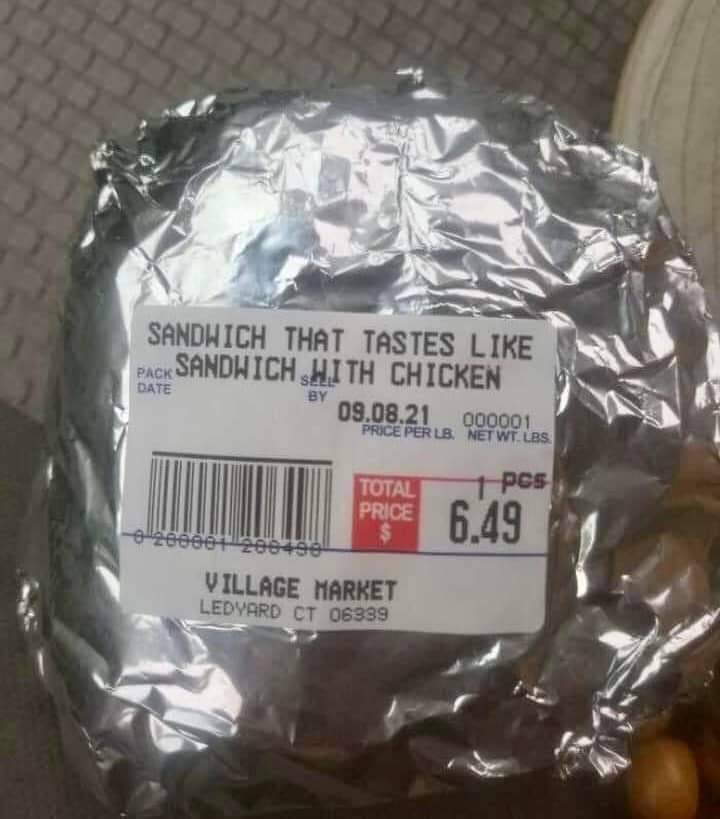 SANDWICH THAT TASTES LIKE
SANDWICH WITH CHICKEN
PACK DATE
SELL BY
09.08.21 000001
PRICE PER LB. NET WT. LBS.
1 PCS
TOTAL PRICE $ 6.49
0 200001 200490
VILLAGE MARKET
LEDYARD CT 06339